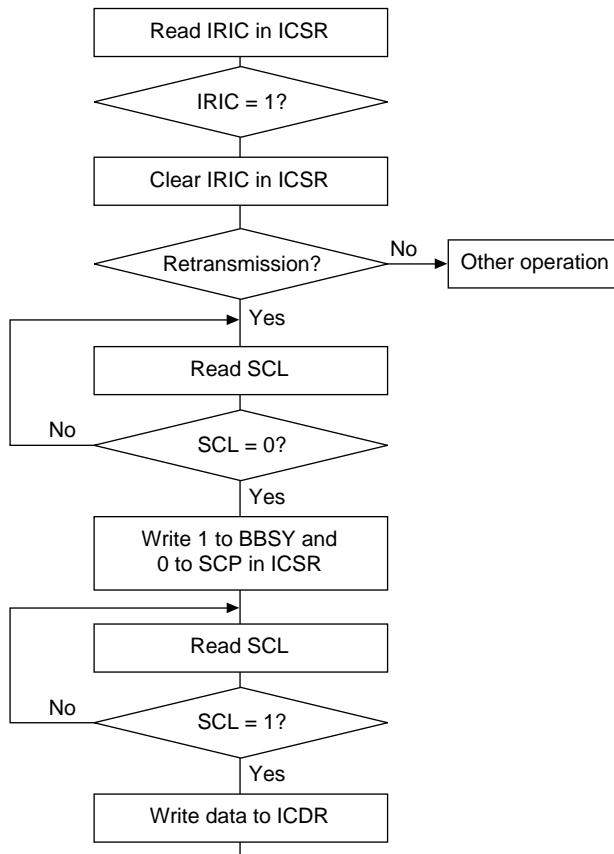 Read IRIC in ICSR
IRIC = 1?
Clear IRIC in ICSR
Retransmission?
No
Other operation
Yes
Read SCL
No
SCL = 0?
Yes
Write 1 to BBSY and
0 to SCP in ICSR
Read SCL
No
SCL = 1?
Yes
Write data to ICDR